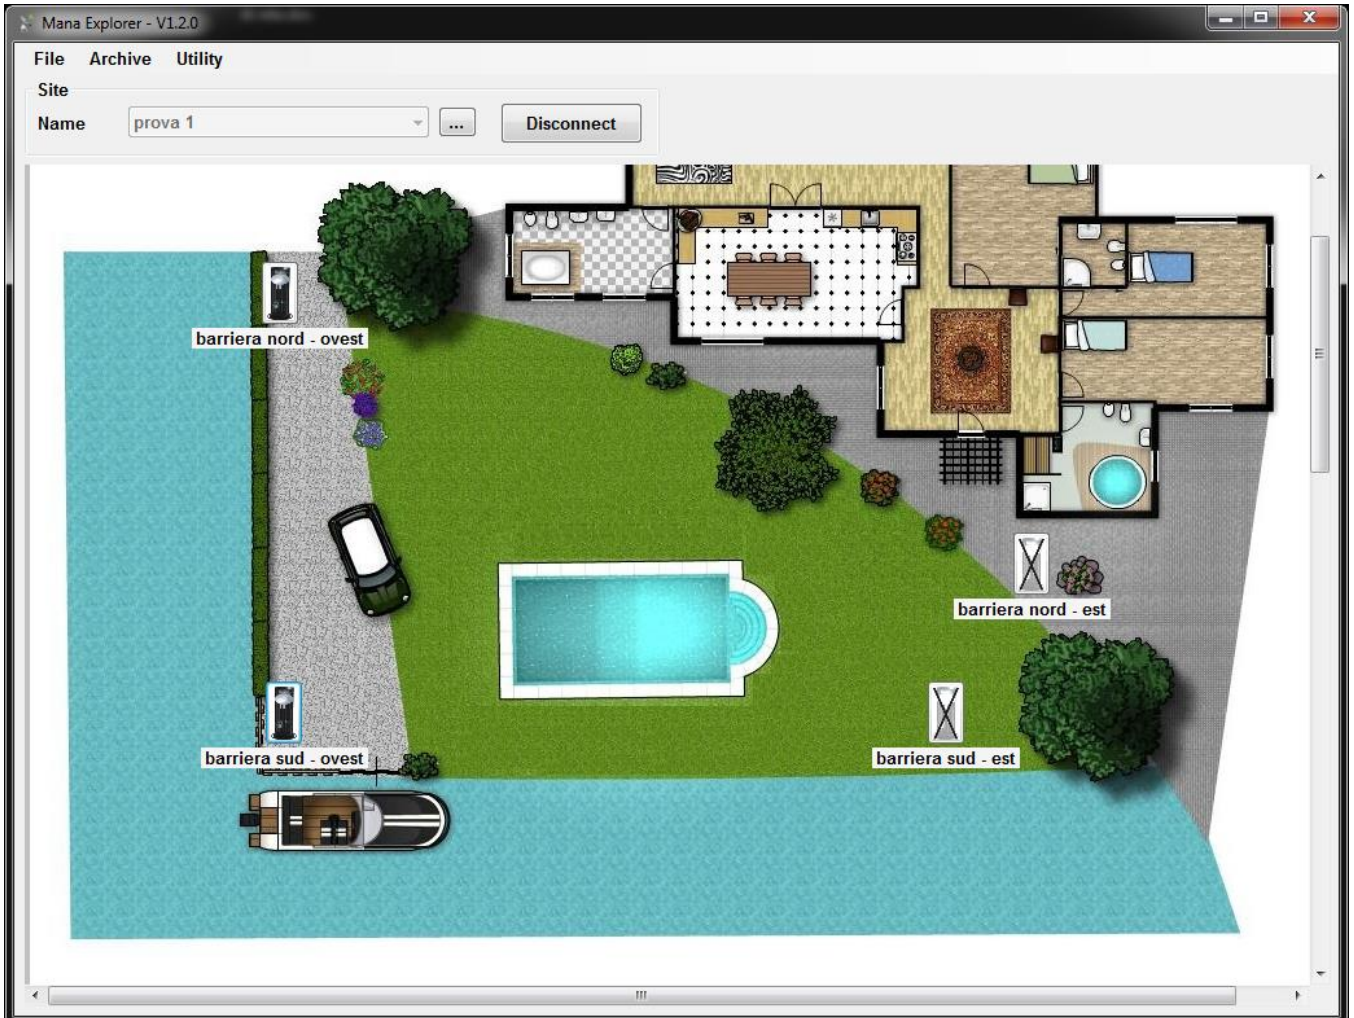 Mana Explorer - V1.2.0
File Archive Utility
Site
Name prova 1 ... Disconnect
barriera nord - ovest
barriera nord - est
barriera sud - ovest
barriera sud - est